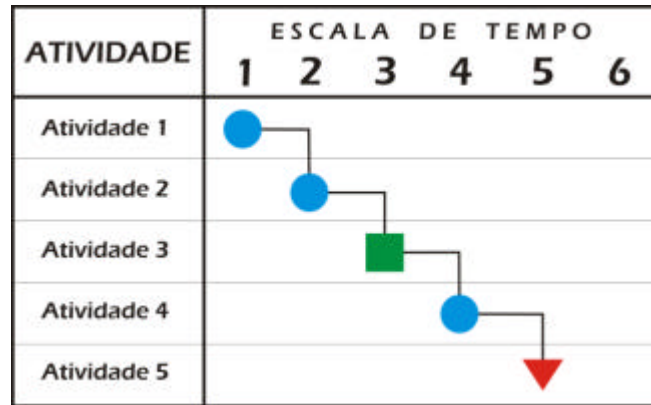 ESCALA DE TEMPO
ATIVIDADE
1 2 3 4 5 6
Atividade 1
Atividade 2
Atividade 3
Atividade 4
Atividade 5